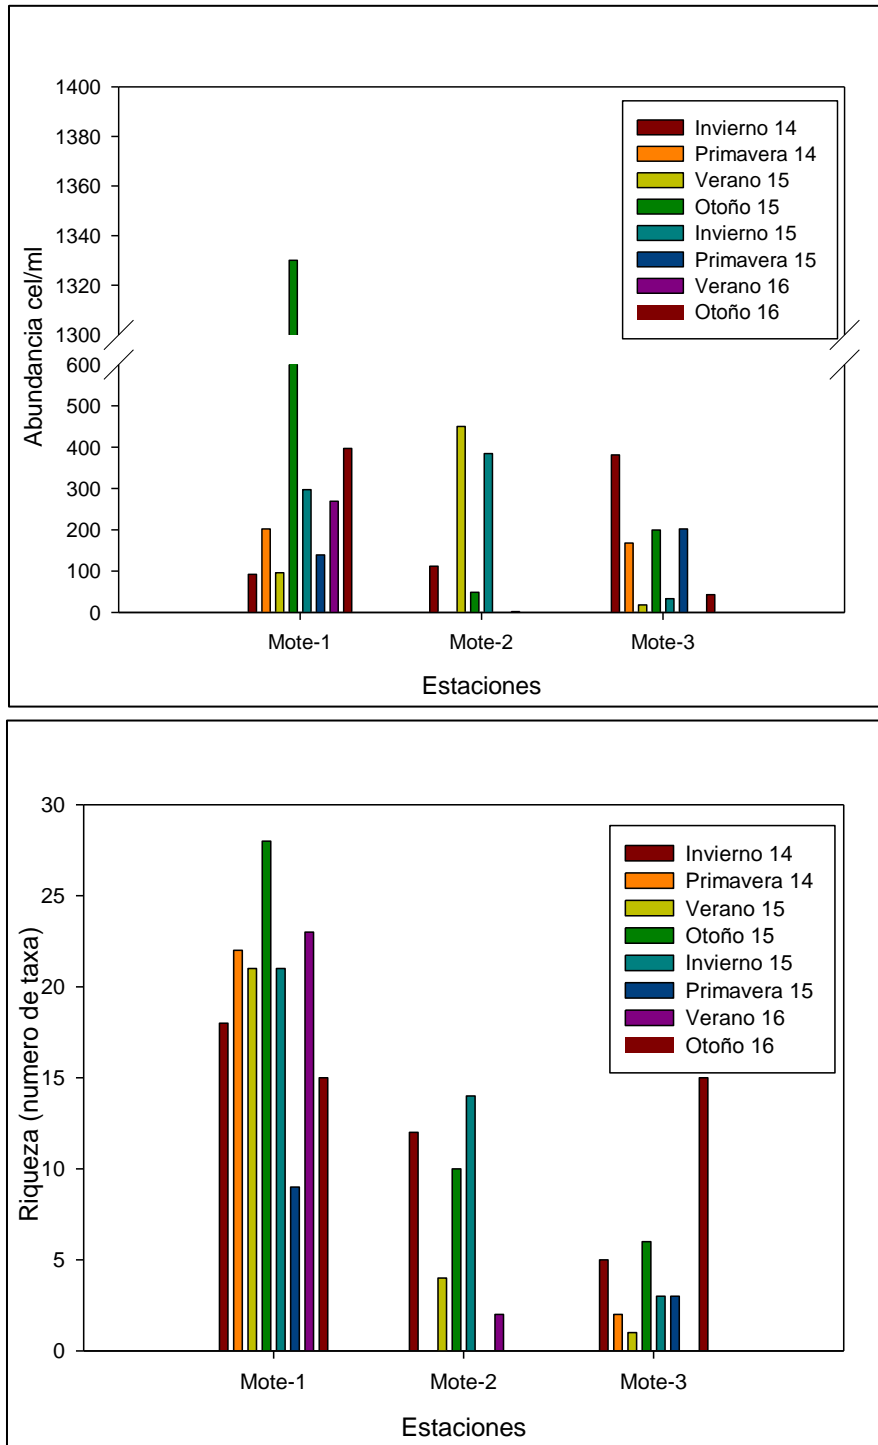 1400
1380
1360
1340
1320
1300
600
500
400
300
200
100
0
Abundancia cel/ml
Invierno 14
Primavera 14
Verano 15
Otoño 15
Invierno 15
Primavera 15
Verano 16
Otoño 16
Mote-1 Mote-2 Mote-3
Estaciones
30
25
20
15
10
5
0
Riqueza (numero de taxa)
Invierno 14
Primavera 14
Verano 15
Otoño 15
Invierno 15
Primavera 15
Verano 16
Otoño 16
Mote-1 Mote-2 Mote-3
Estaciones